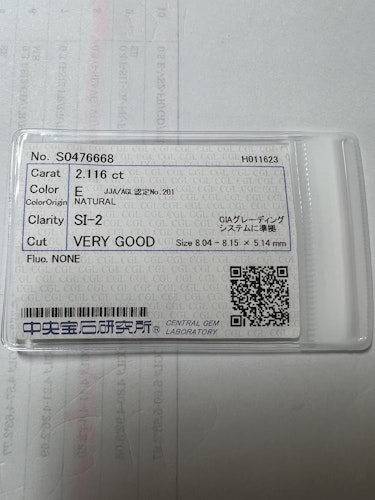 No. S0476668 H011623
Carat 2.116 ct
Color E JJA/AGL認定No.201
ColorOrigin NATURAL
Clarity SI-2 GIAグレーディング
システムに準拠
Cut VERY GOOD Size 8.04 - 8.15 × 5.14 mm
Fluo. NONE
中央宝石研究所® CENTRAL GEM
LABORATORY